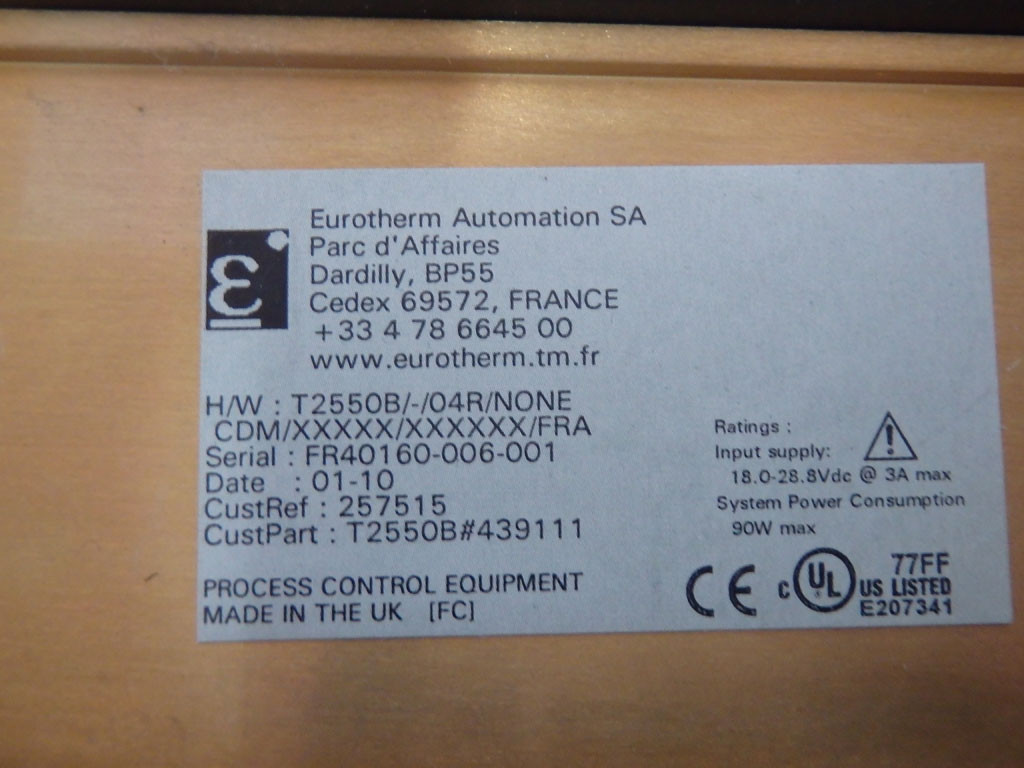 Eurotherm Automation SA
Parc d'Affaires
Dardilly, BP55
Cedex 69572, FRANCE
+33 4 78 6645 00
www.eurotherm.tm.fr
H/W : T2550B/-/04R/NONE
CDM/XXXXX/XXXXXX/FRA
Serial : FR40160-006-001
Date : 01-10
CustRef : 257515
CustPart : T2550B#439111
PROCESS CONTROL EQUIPMENT
MADE IN THE UK [FC]
Ratings :
Input supply:
18.0-28.8Vdc @ 3A max
System Power Consumption
90W max
CE
c UL ® US LISTED
77FF
E207341